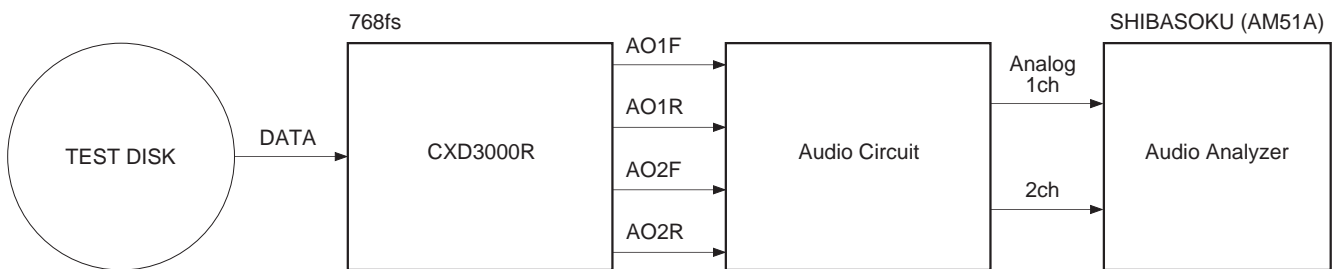 768fs
SHIBASOKU (AM51A)
TEST DISK
DATA
CXD3000R
AO1F
AO1R
AO2F
AO2R
Audio Circuit
Analog
1ch
2ch
Audio Analyzer